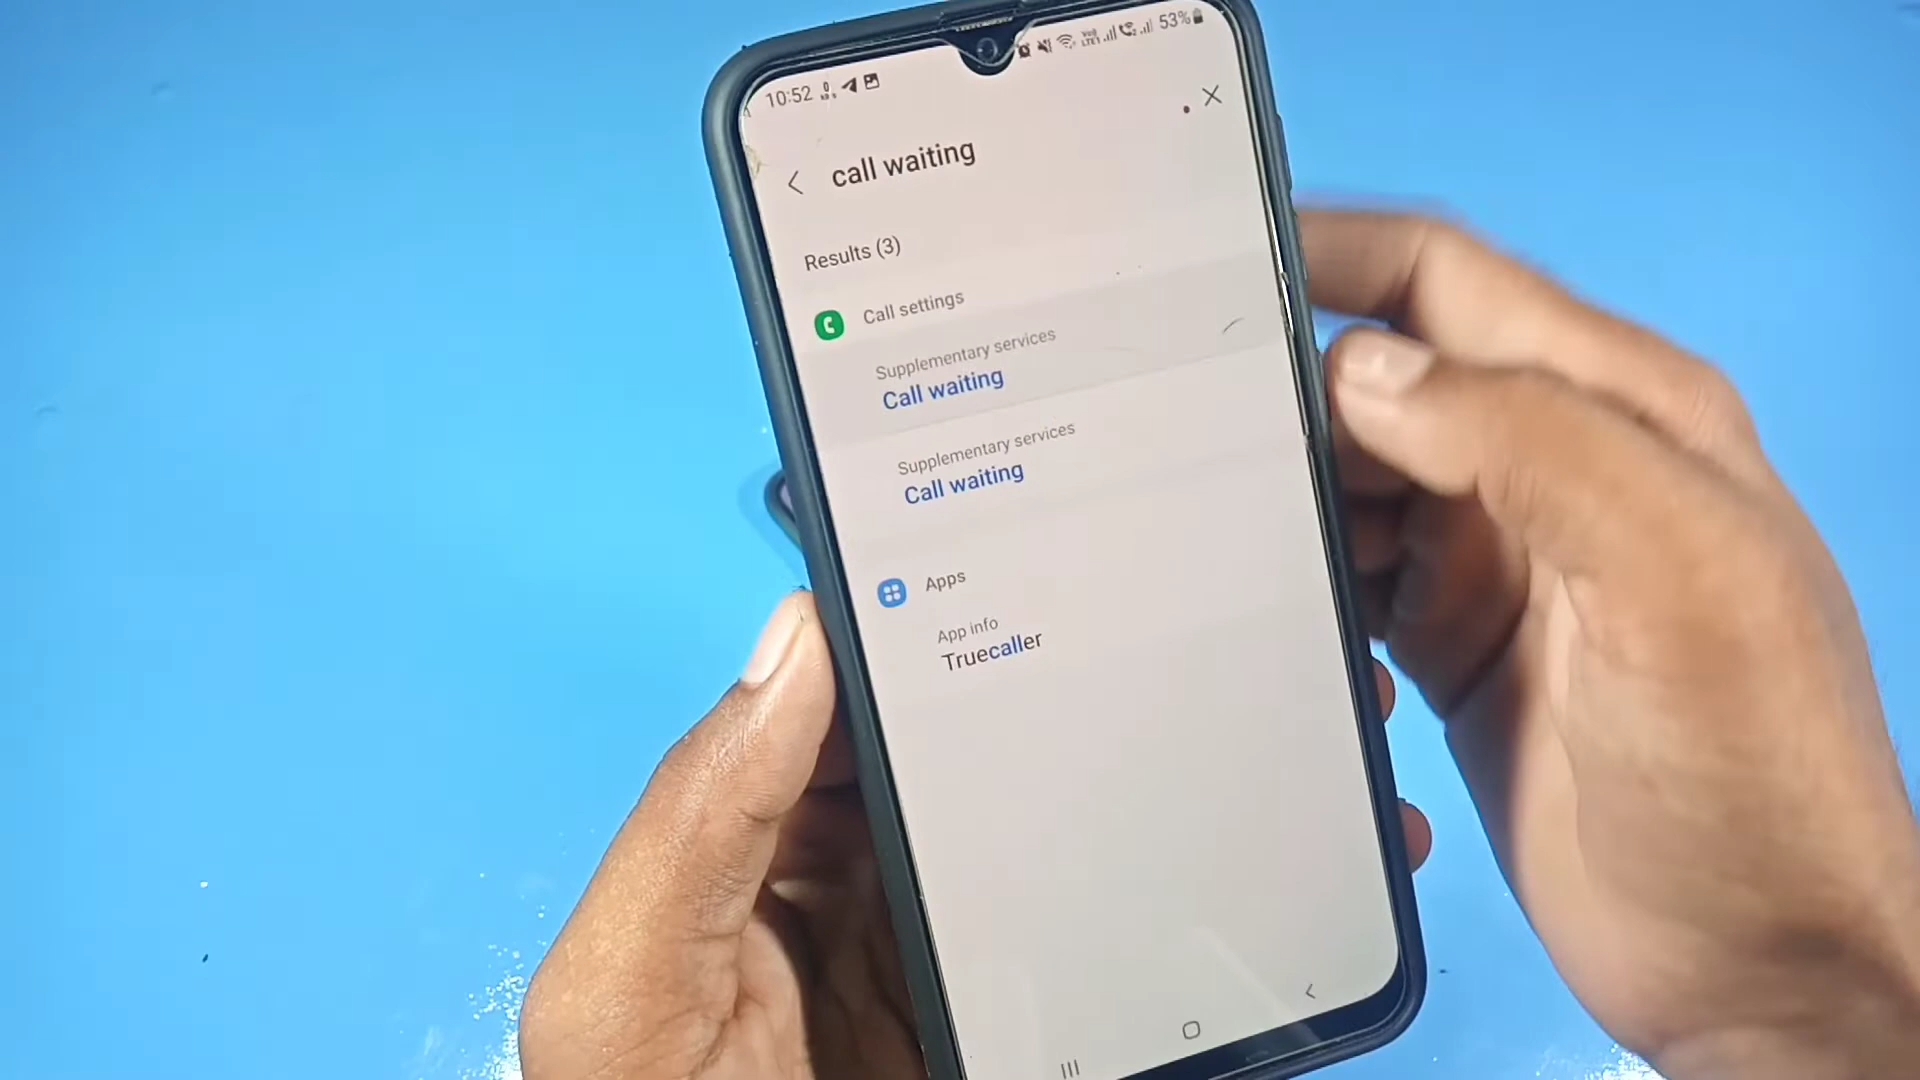 10:52
53%
call waiting
Results (3)
Call settings
Supplementary services
Call waiting
Supplementary services
Call waiting
Apps
App info
Truecaller